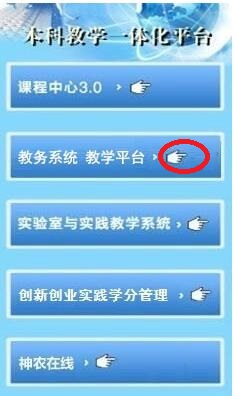 本科教学一体化平台
课程中心3.0 ›
教务系统 教学平台 ›
实验室与实践教学系统 ›
创新创业实践学分管理 ›
神农在线 ›